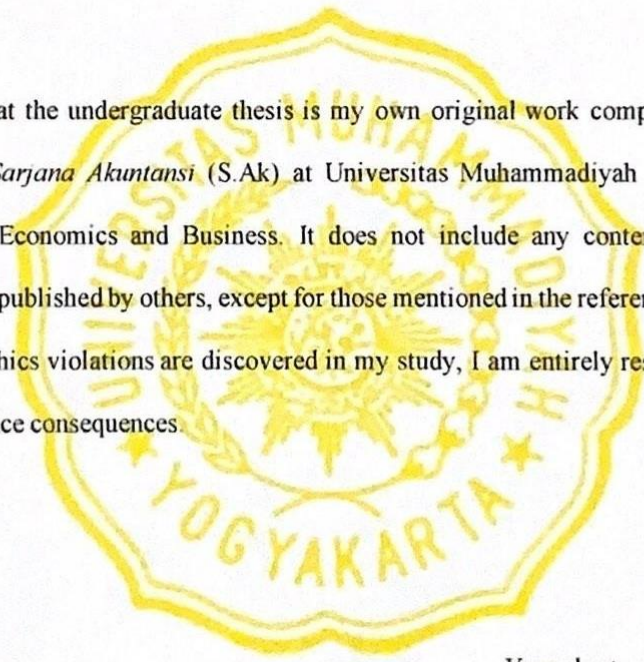 at the undergraduate thesis is my own original work comp
Sarjana Akuntansi (S.Ak) at Universitas Muhammadiyah
Economics and Business. It does not include any conte
published by others, except for those mentioned in the refere
hics violations are discovered in my study, I am entirely re
ce consequences.
UNIVERSITAS MUHAMMADIYAH
YOGYAKARTA